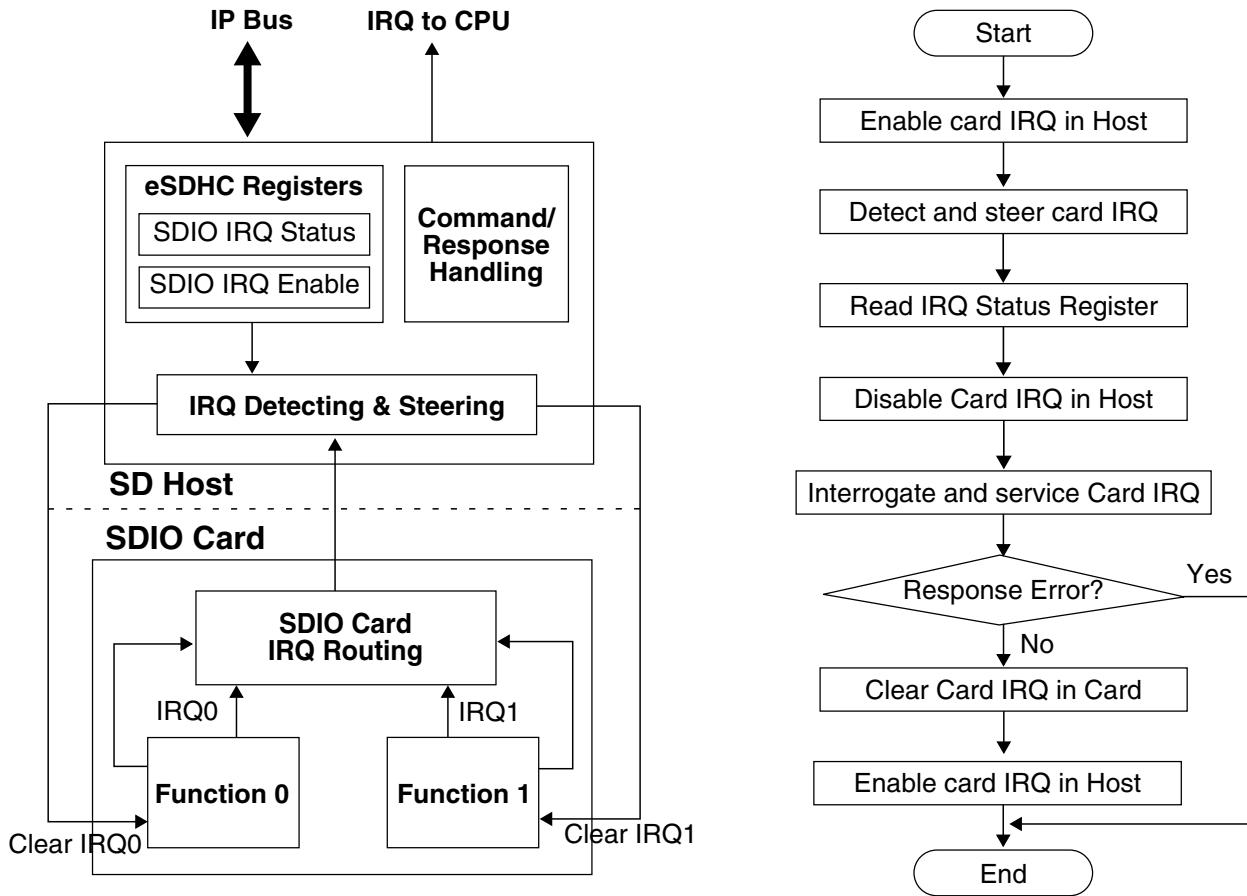 IP Bus
IRQ to CPU
eSDHC Registers
SDIO IRQ Status
SDIO IRQ Enable
Command/
Response
Handling
IRQ Detecting & Steering
SD Host
SDIO Card
SDIO Card
IRQ Routing
IRQ0
IRQ1
Function 0
Function 1
Clear IRQ0
Clear IRQ1
Start
Enable card IRQ in Host
Detect and steer card IRQ
Read IRQ Status Register
Disable Card IRQ in Host
Interrogate and service Card IRQ
Response Error?
Yes
No
Clear Card IRQ in Card
Enable card IRQ in Host
End